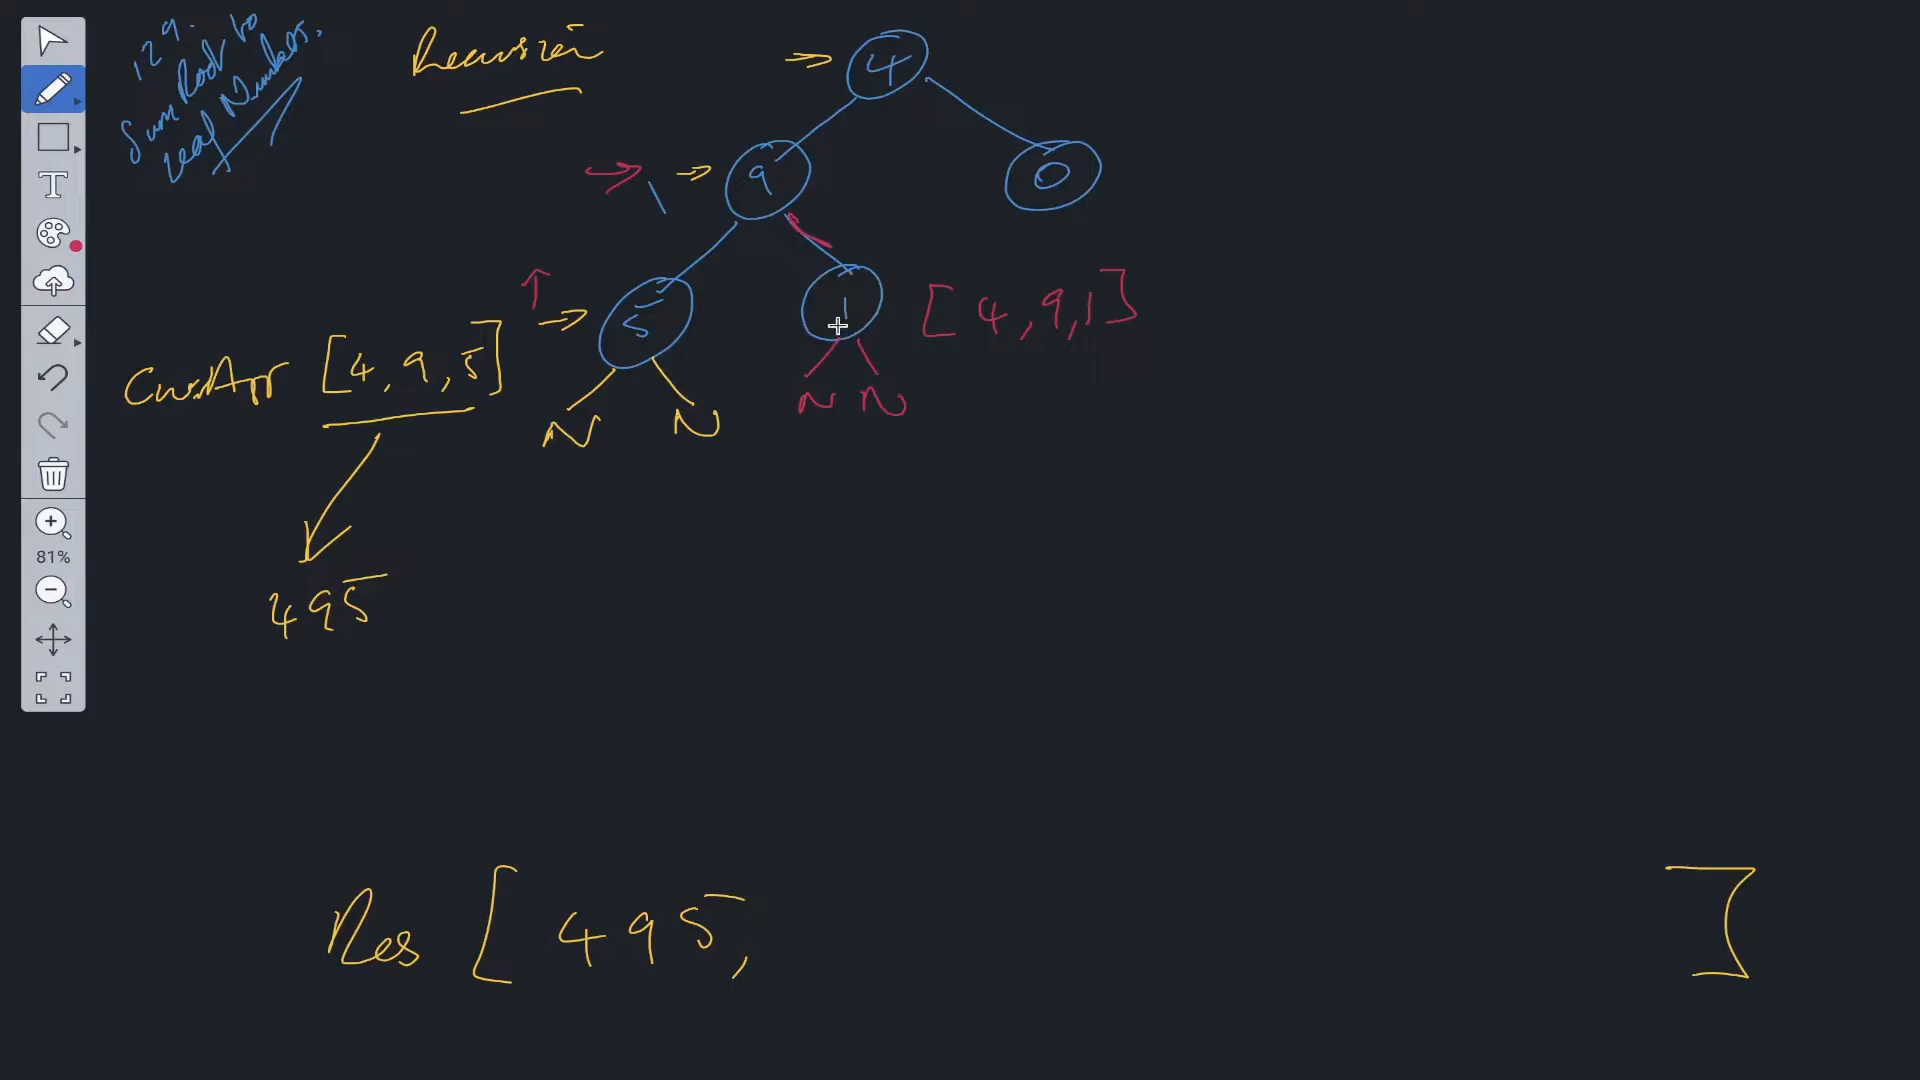 129.
Sum Root to
Leaf Numbers.
Recursion
4
9
0
5
1
[4, 9, 1]
CurrArr [4, 9, 5]
N N
N N
495
Res [ 495, ]
81%
T